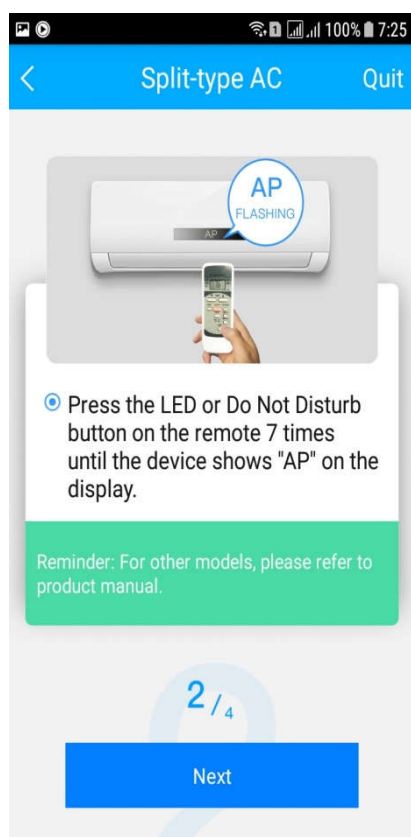 100% 7:25
Split-type AC Quit
AP
FLASHING
AP
Press the LED or Do Not Disturb
button on the remote 7 times
until the device shows "AP" on the
display.
Reminder: For other models, please refer to
product manual.
2/4
Next